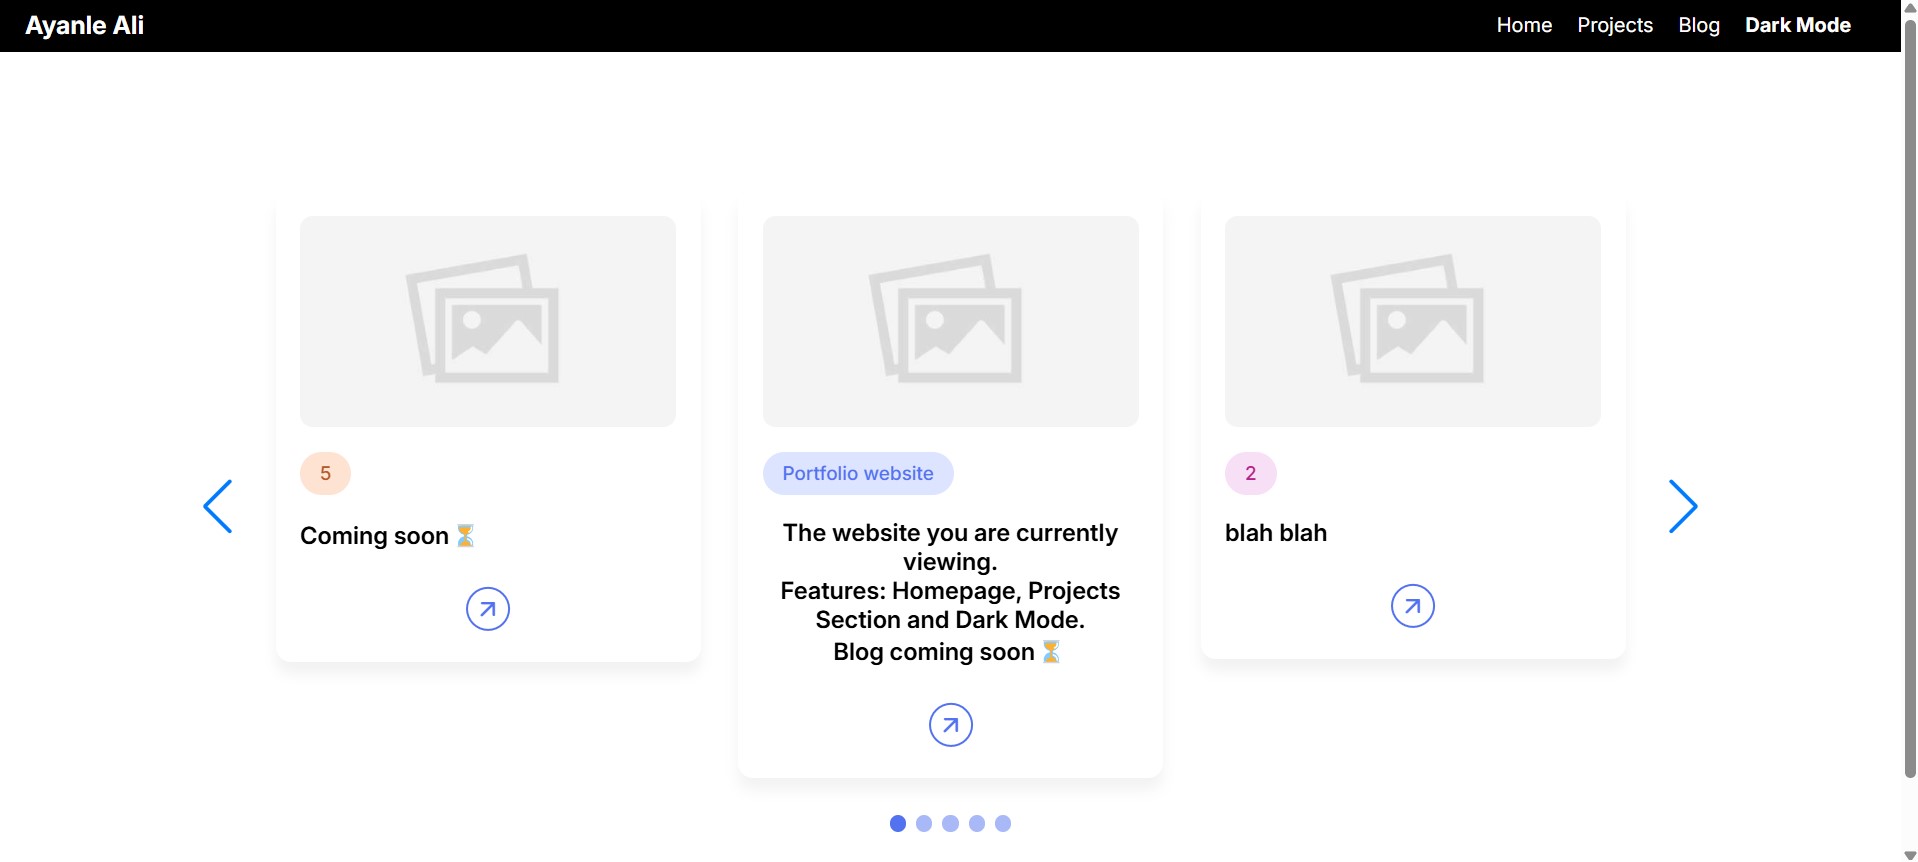 Ayanle Ali
Home Projects Blog Dark Mode
5
Coming soon ⏳
Portfolio website
The website you are currently
viewing.
Features: Homepage, Projects
Section and Dark Mode.
Blog coming soon ⏳
2
blah blah